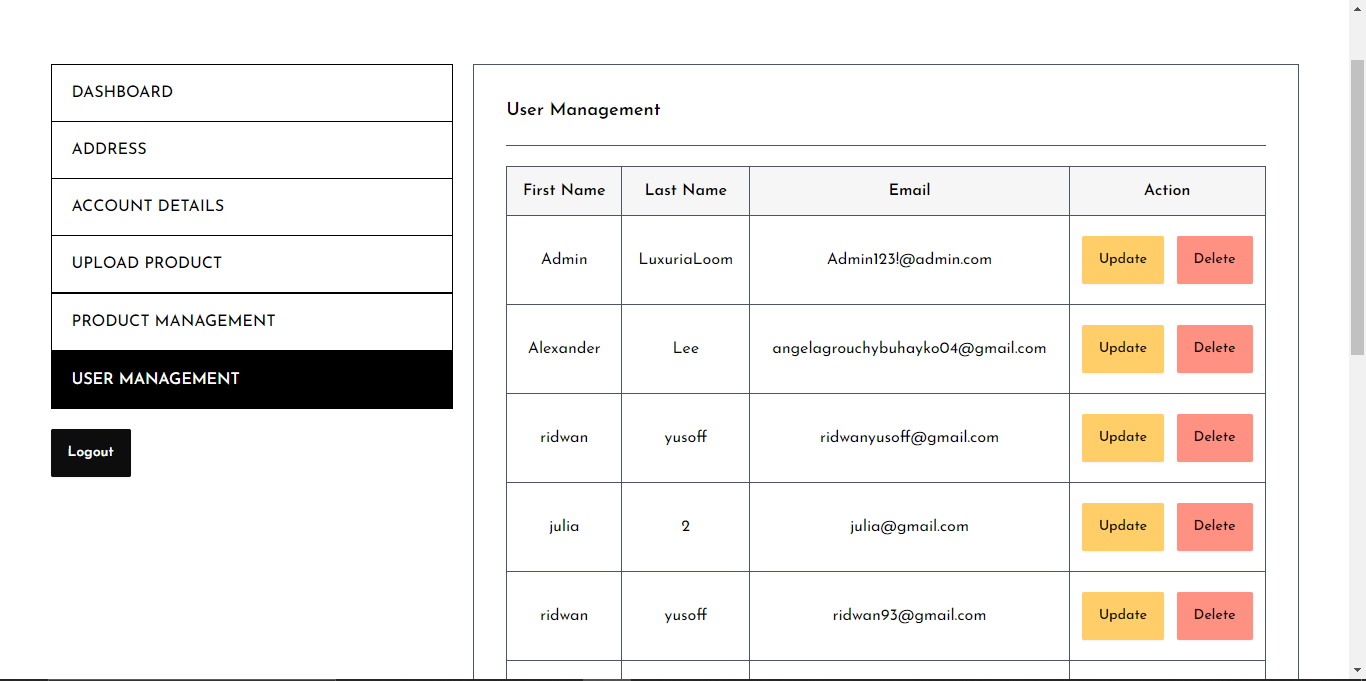 DASHBOARD
ADDRESS
ACCOUNT DETAILS
UPLOAD PRODUCT
PRODUCT MANAGEMENT
USER MANAGEMENT
Logout
User Management
First Name Last Name Email Action
Admin LuxuriaLoom Admin123!@admin.com Update Delete
Alexander Lee angelagrouchybuhayko04@gmail.com Update Delete
ridwan yusoff ridwanyusoff@gmail.com Update Delete
julia 2 julia@gmail.com Update Delete
ridwan yusoff ridwan93@gmail.com Update Delete